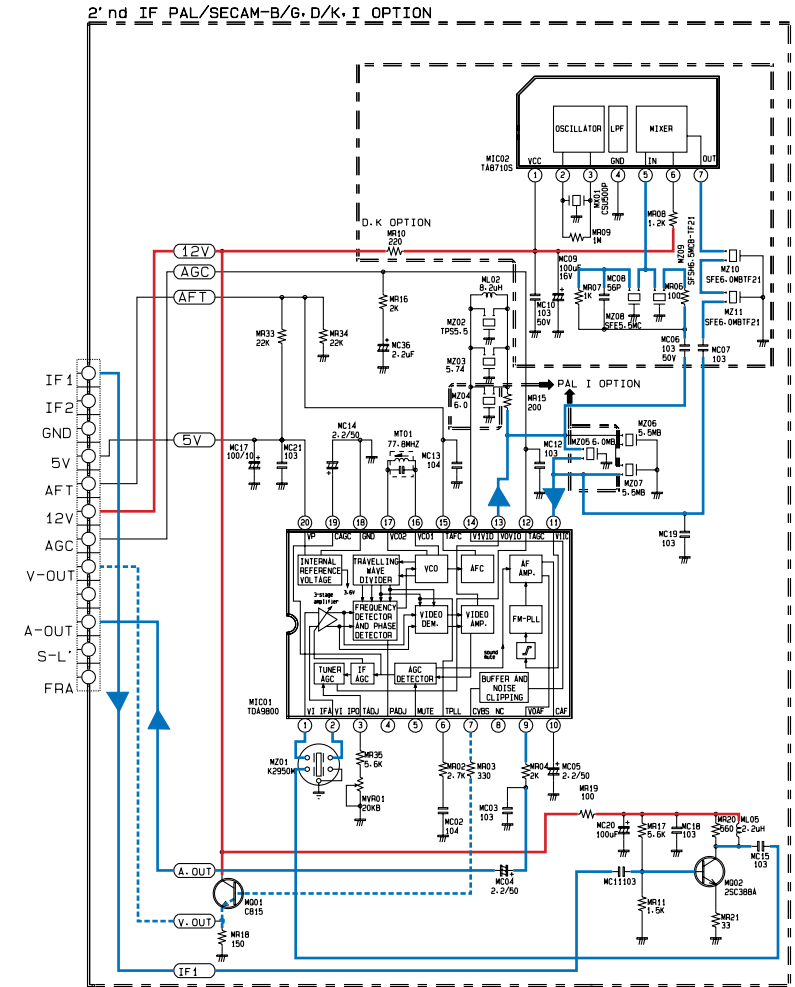 2'nd IF PAL/SECAM-B/G.D/K.I OPTION
OSCILLATOR
LPF
MIXER
MIC02
TA8710S
VCC
GND
IN
OUT
1
2
3
4
5
6
7
MX01
CSU500P
MR09
1M
MR08
1.2K
MZ09
SFSH6.5MCB-TF21
D.K OPTION
MR10
220
12V
AGC
AFT
MR16
2K
MC36
2.2uF
ML02
8.2uH
MZ02
TPS5.5
MZ03
5.74
MZ04
6.0
MR15
200
MC09
100uF
16V
MC10
103
50V
MR07
1K
MC08
56P
MZ08
SFE5.5MC
MR06
100
MC06
103
50V
MC07
103
MZ10
SFE6.0MBTF21
MZ11
SFE6.0MBTF21
MR33
22K
MR34
22K
PAL I OPTION
IF1
IF2
GND
5V
AFT
12V
AGC
V-OUT
A-OUT
S-L'
FRA
5V
MC17
100/10
MC21
103
MC14
2.2/50
MT01
77.8MHZ
MC13
104
MC12
103
MZ05 6.0MB
MZ06
5.5MB
MZ07
5.5MB
MC19
103
20
19
18
17
16
15
14
13
12
11
VP
CAGC
GND
VCO2
VCO1
TAFC
V1VID
VOVIO
TAGC
INTERNAL
REFERENCE
VOLTAGE
3.6V
TRAVELLING
WAVE
DIVIDER
VCO
AFC
AF
AMP.
3-stage
amplifier
FREQUENCY
DETECTOR
AND PHASE
DETECTOR
VIDEO
DEM.
VIDEO
AMP.
FM-PLL
sound
mute
TUNER
AGC
IF
AGC
AGC
DETECTOR
BUFFER AND
NOISE
CLIPPING
MIC01
TDA9800
VI IFA
VI IPO
TADJ
PADJ
MUTE
TPLL
CVBS
NC
VOAF
CAF
1
2
3
4
5
6
7
8
9
10
MZ01
K2950M
MR35
5.6K
MVR01
20KB
MR02
2.7K
MC02
104
MR03
330
MC03
103
MR04
2K
MC05
2.2/50
MR19
100
MC20
100uF
MR17
5.6K
MC18
103
MR20
560
ML05
2.2uH
MC15
103
A.OUT
MC04
2.2/50
MC11103
MQ02
2SC388A
MQ01
C815
MR11
1.5K
MR21
33
V.OUT
MR18
150
IF1